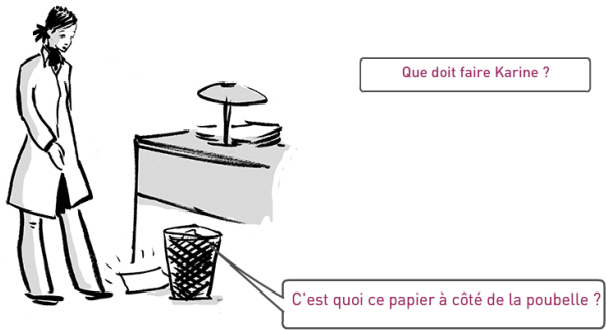 Que doit faire Karine ?
C'est quoi ce papier à côté de la poubelle ?